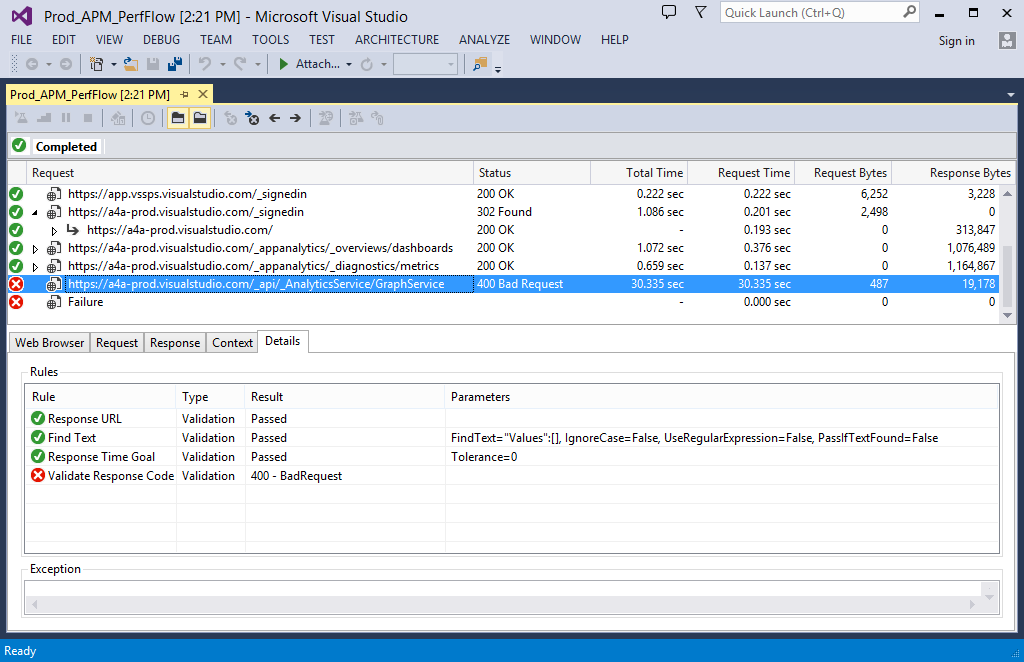 Prod_APM_PerfFlow [2:21 PM] - Microsoft Visual Studio
Quick Launch (Ctrl+Q)
FILE EDIT VIEW DEBUG TEAM TOOLS TEST ARCHITECTURE ANALYZE WINDOW HELP Sign in
Attach...
Prod_APM_PerfFlow [2:21 PM]
Completed
Request Status Total Time Request Time Request Bytes Response Bytes
https://app.vssps.visualstudio.com/_signedin 200 OK 0.222 sec 0.222 sec 6,252 3,228
https://a4a-prod.visualstudio.com/_signedin 302 Found 1.086 sec 0.201 sec 2,498 0
https://a4a-prod.visualstudio.com/ 200 OK - 0.193 sec 0 313,847
https://a4a-prod.visualstudio.com/_appanalytics/_overviews/dashboards 200 OK 1.072 sec 0.376 sec 0 1,076,489
https://a4a-prod.visualstudio.com/_appanalytics/_diagnostics/metrics 200 OK 0.659 sec 0.137 sec 0 1,164,867
https://a4a-prod.visualstudio.com/_api/_AnalyticsService/GraphService 400 Bad Request 30.335 sec 30.335 sec 487 19,178
Failure - 0.000 sec 0 0
Web Browser Request Response Context Details
Rules
Rule Type Result Parameters
Response URL Validation Passed
Find Text Validation Passed FindText="Values":[], IgnoreCase=False, UseRegularExpression=False, PassIfTextFound=False
Response Time Goal Validation Passed Tolerance=0
Validate Response Code Validation 400 - BadRequest
Exception
Ready